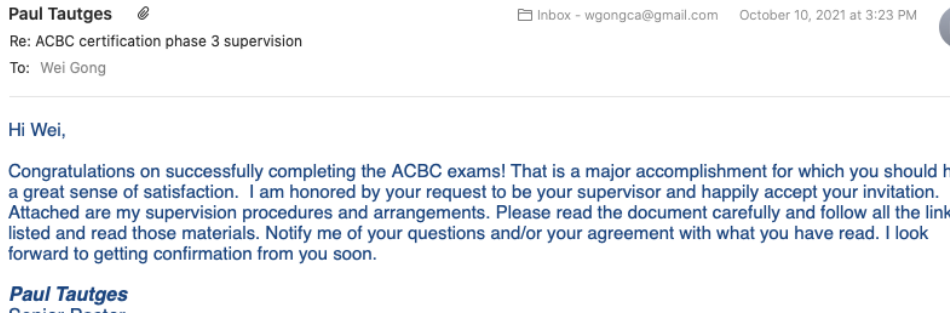 Paul Tautges
Inbox - wgongca@gmail.com October 10, 2021 at 3:23 PM
Re: ACBC certification phase 3 supervision
To: Wei Gong
Hi Wei,
Congratulations on successfully completing the ACBC exams! That is a major accomplishment for which you should
a great sense of satisfaction. I am honored by your request to be your supervisor and happily accept your invitation.
Attached are my supervision procedures and arrangements. Please read the document carefully and follow all the
listed and read those materials. Notify me of your questions and/or your agreement with what you have read. I look
forward to getting confirmation from you soon.
Paul Tautges